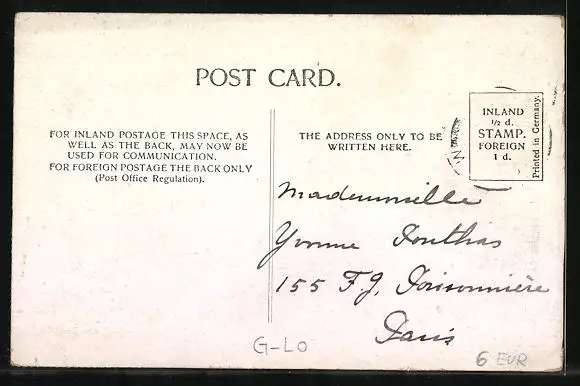 POST CARD.
FOR INLAND POSTAGE THIS SPACE, AS
WELL AS THE BACK, MAY NOW BE
USED FOR COMMUNICATION.
FOR FOREIGN POSTAGE THE BACK ONLY
(Post Office Regulation).
THE ADDRESS ONLY TO BE
WRITTEN HERE.
INLAND
1/2 d.
STAMP.
FOREIGN
1 d.
Printed in Germany.
Mademoiselle
Yvonne Ponthas
155 F.g. Poissonnière
Paris
G-LO
6 EUR